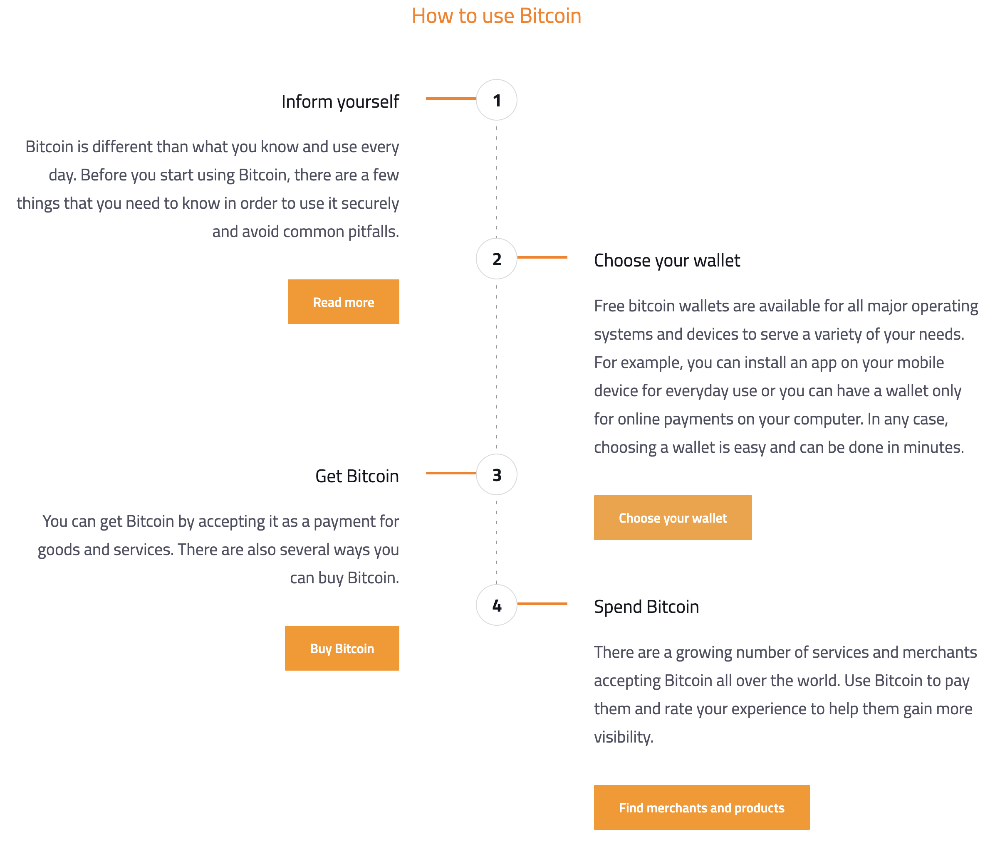 How to use Bitcoin
1
Inform yourself
Bitcoin is different than what you know and use every
day. Before you start using Bitcoin, there are a few
things that you need to know in order to use it securely
and avoid common pitfalls.
Read more
2
Choose your wallet
Free bitcoin wallets are available for all major operating
systems and devices to serve a variety of your needs.
For example, you can install an app on your mobile
device for everyday use or you can have a wallet only
for online payments on your computer. In any case,
choosing a wallet is easy and can be done in minutes.
Choose your wallet
3
Get Bitcoin
You can get Bitcoin by accepting it as a payment for
goods and services. There are also several ways you
can buy Bitcoin.
Buy Bitcoin
4
Spend Bitcoin
There are a growing number of services and merchants
accepting Bitcoin all over the world. Use Bitcoin to pay
them and rate your experience to help them gain more
visibility.
Find merchants and products